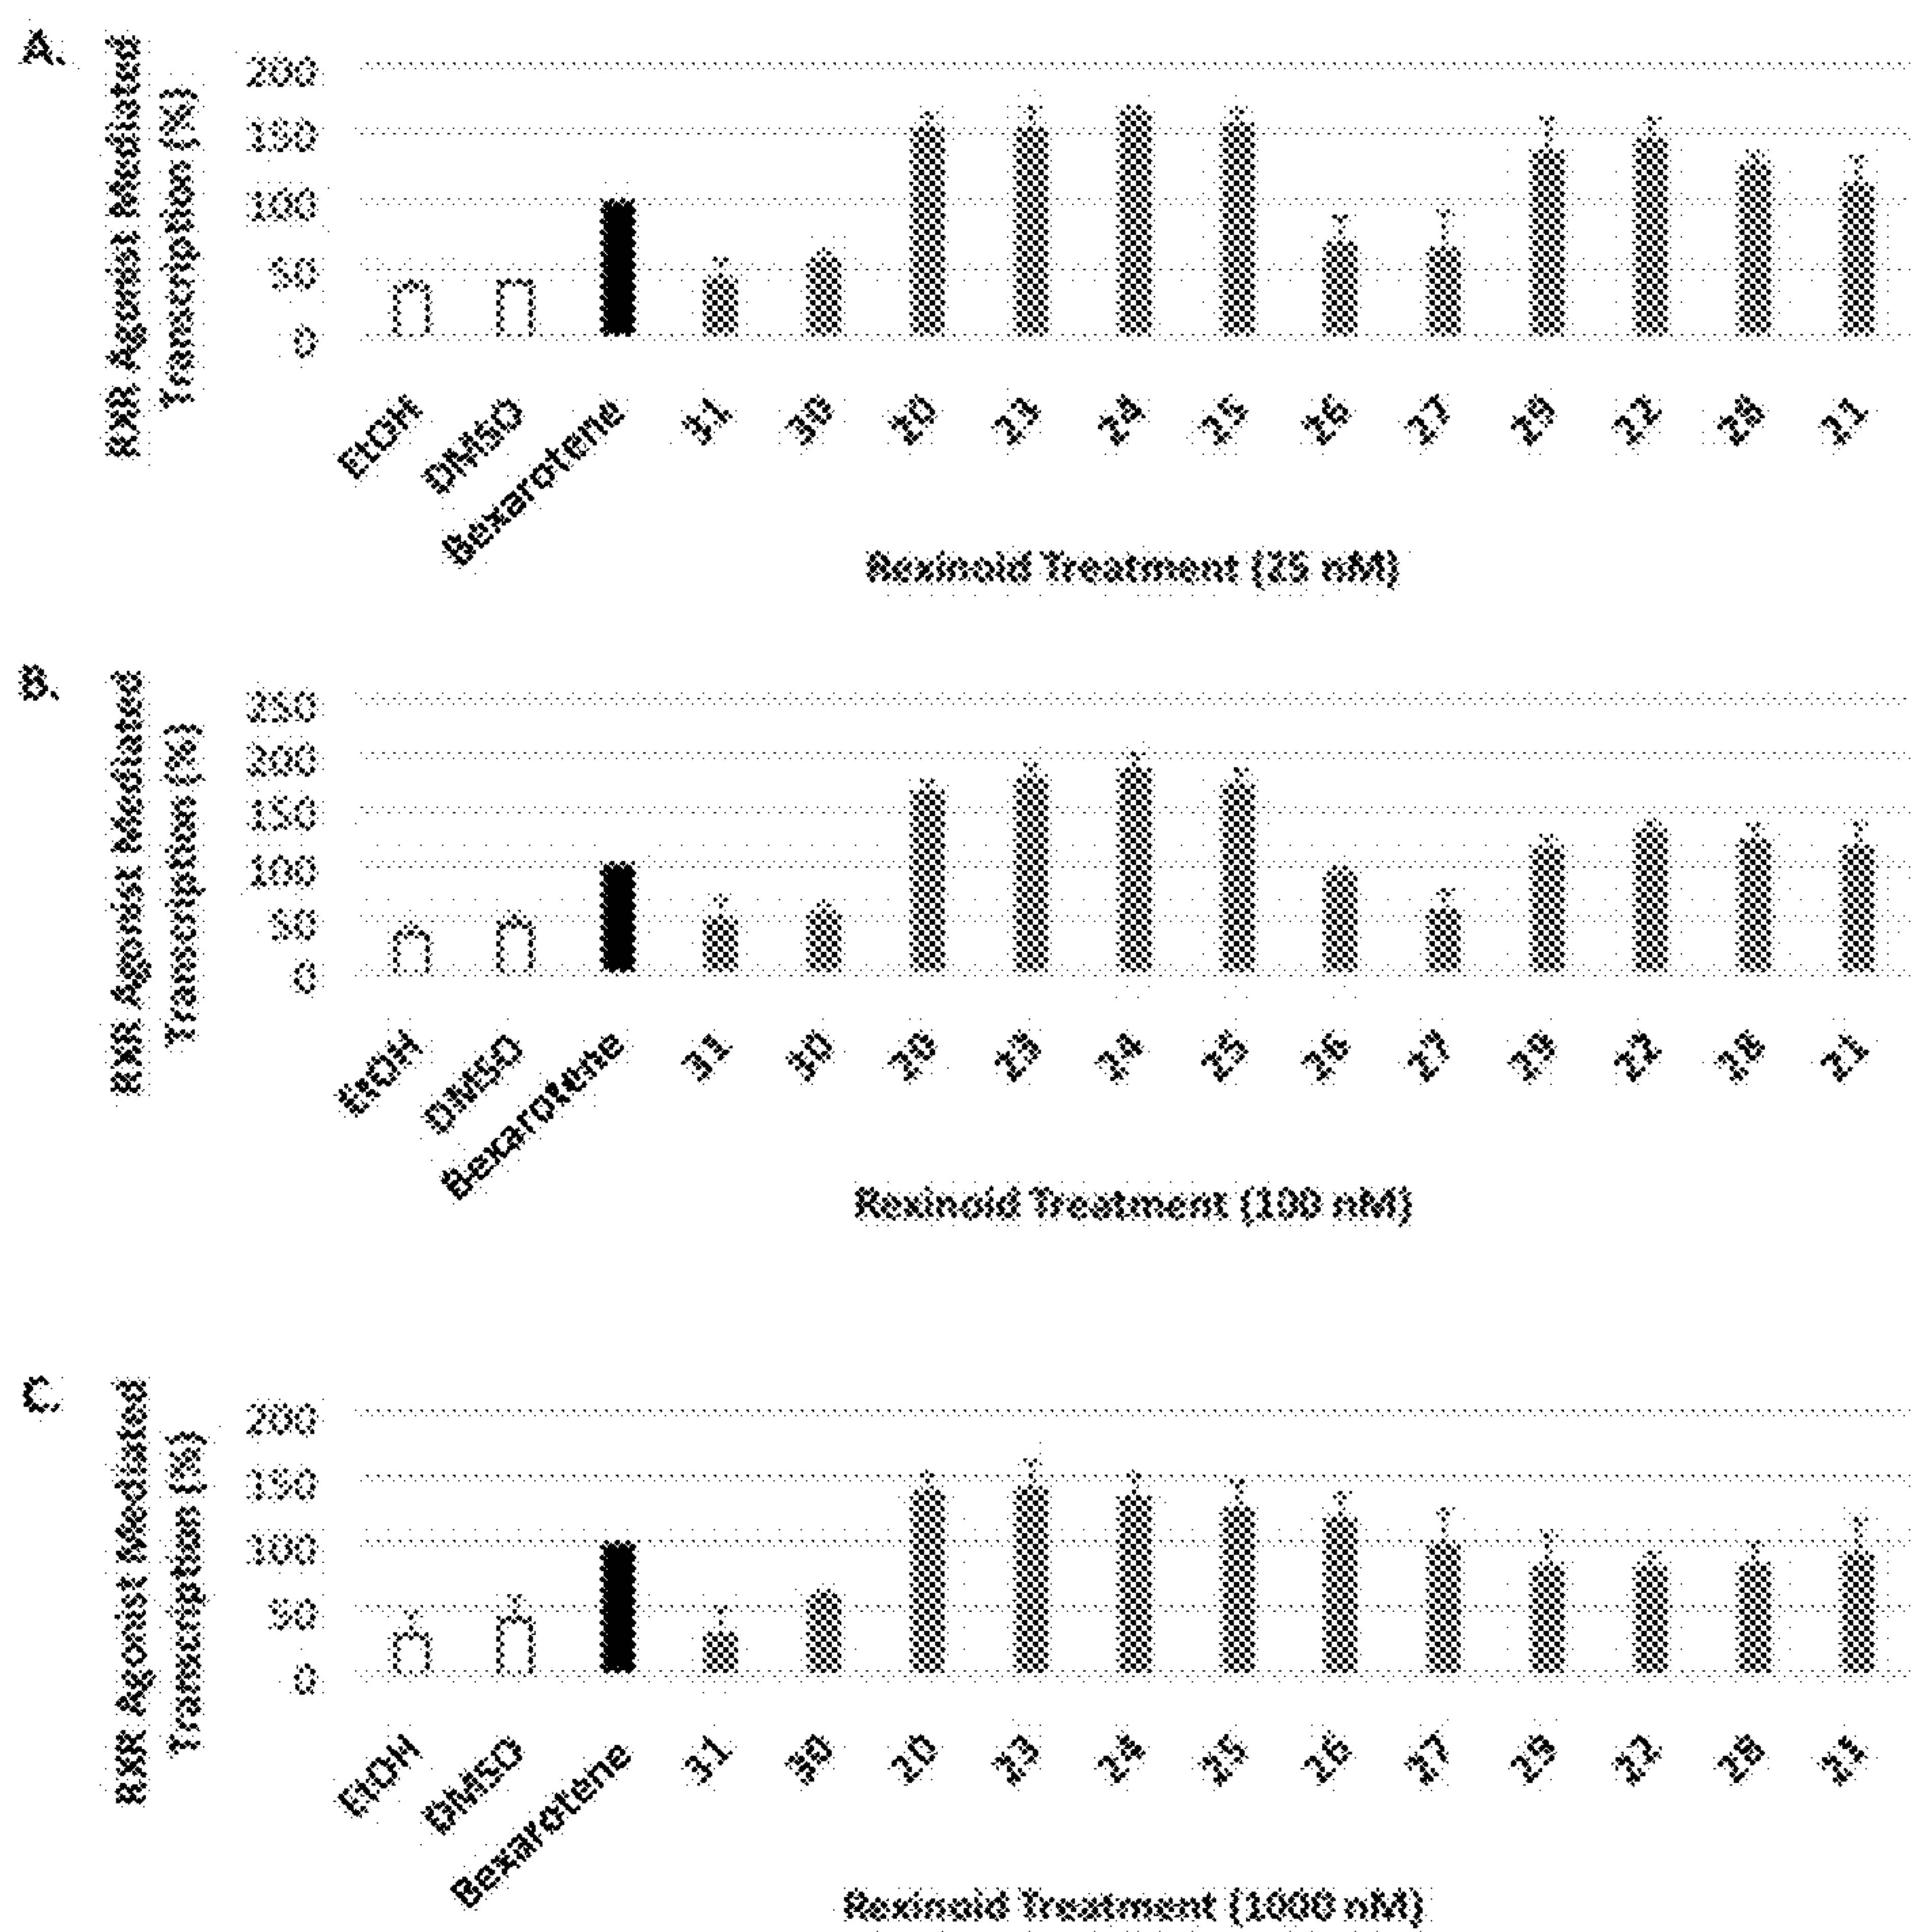 A.
RXR Agonist Mediated
Transcription (%)
200
150
100
50
0
EtOH
DMSO
Bexarotene
31
30
20
23
24
25
26
27
29
22
28
21
Rexinoid Treatment (25 nM)
B.
RXR Agonist Mediated
Transcription (%)
250
200
150
100
50
0
EtOH
DMSO
Bexarotene
31
30
20
23
24
25
26
27
29
22
28
21
Rexinoid Treatment (100 nM)
C.
RXR Agonist Mediated
Transcription (%)
200
150
100
50
0
EtOH
DMSO
Bexarotene
31
30
20
23
24
25
26
27
29
22
28
21
Rexinoid Treatment (1000 nM)